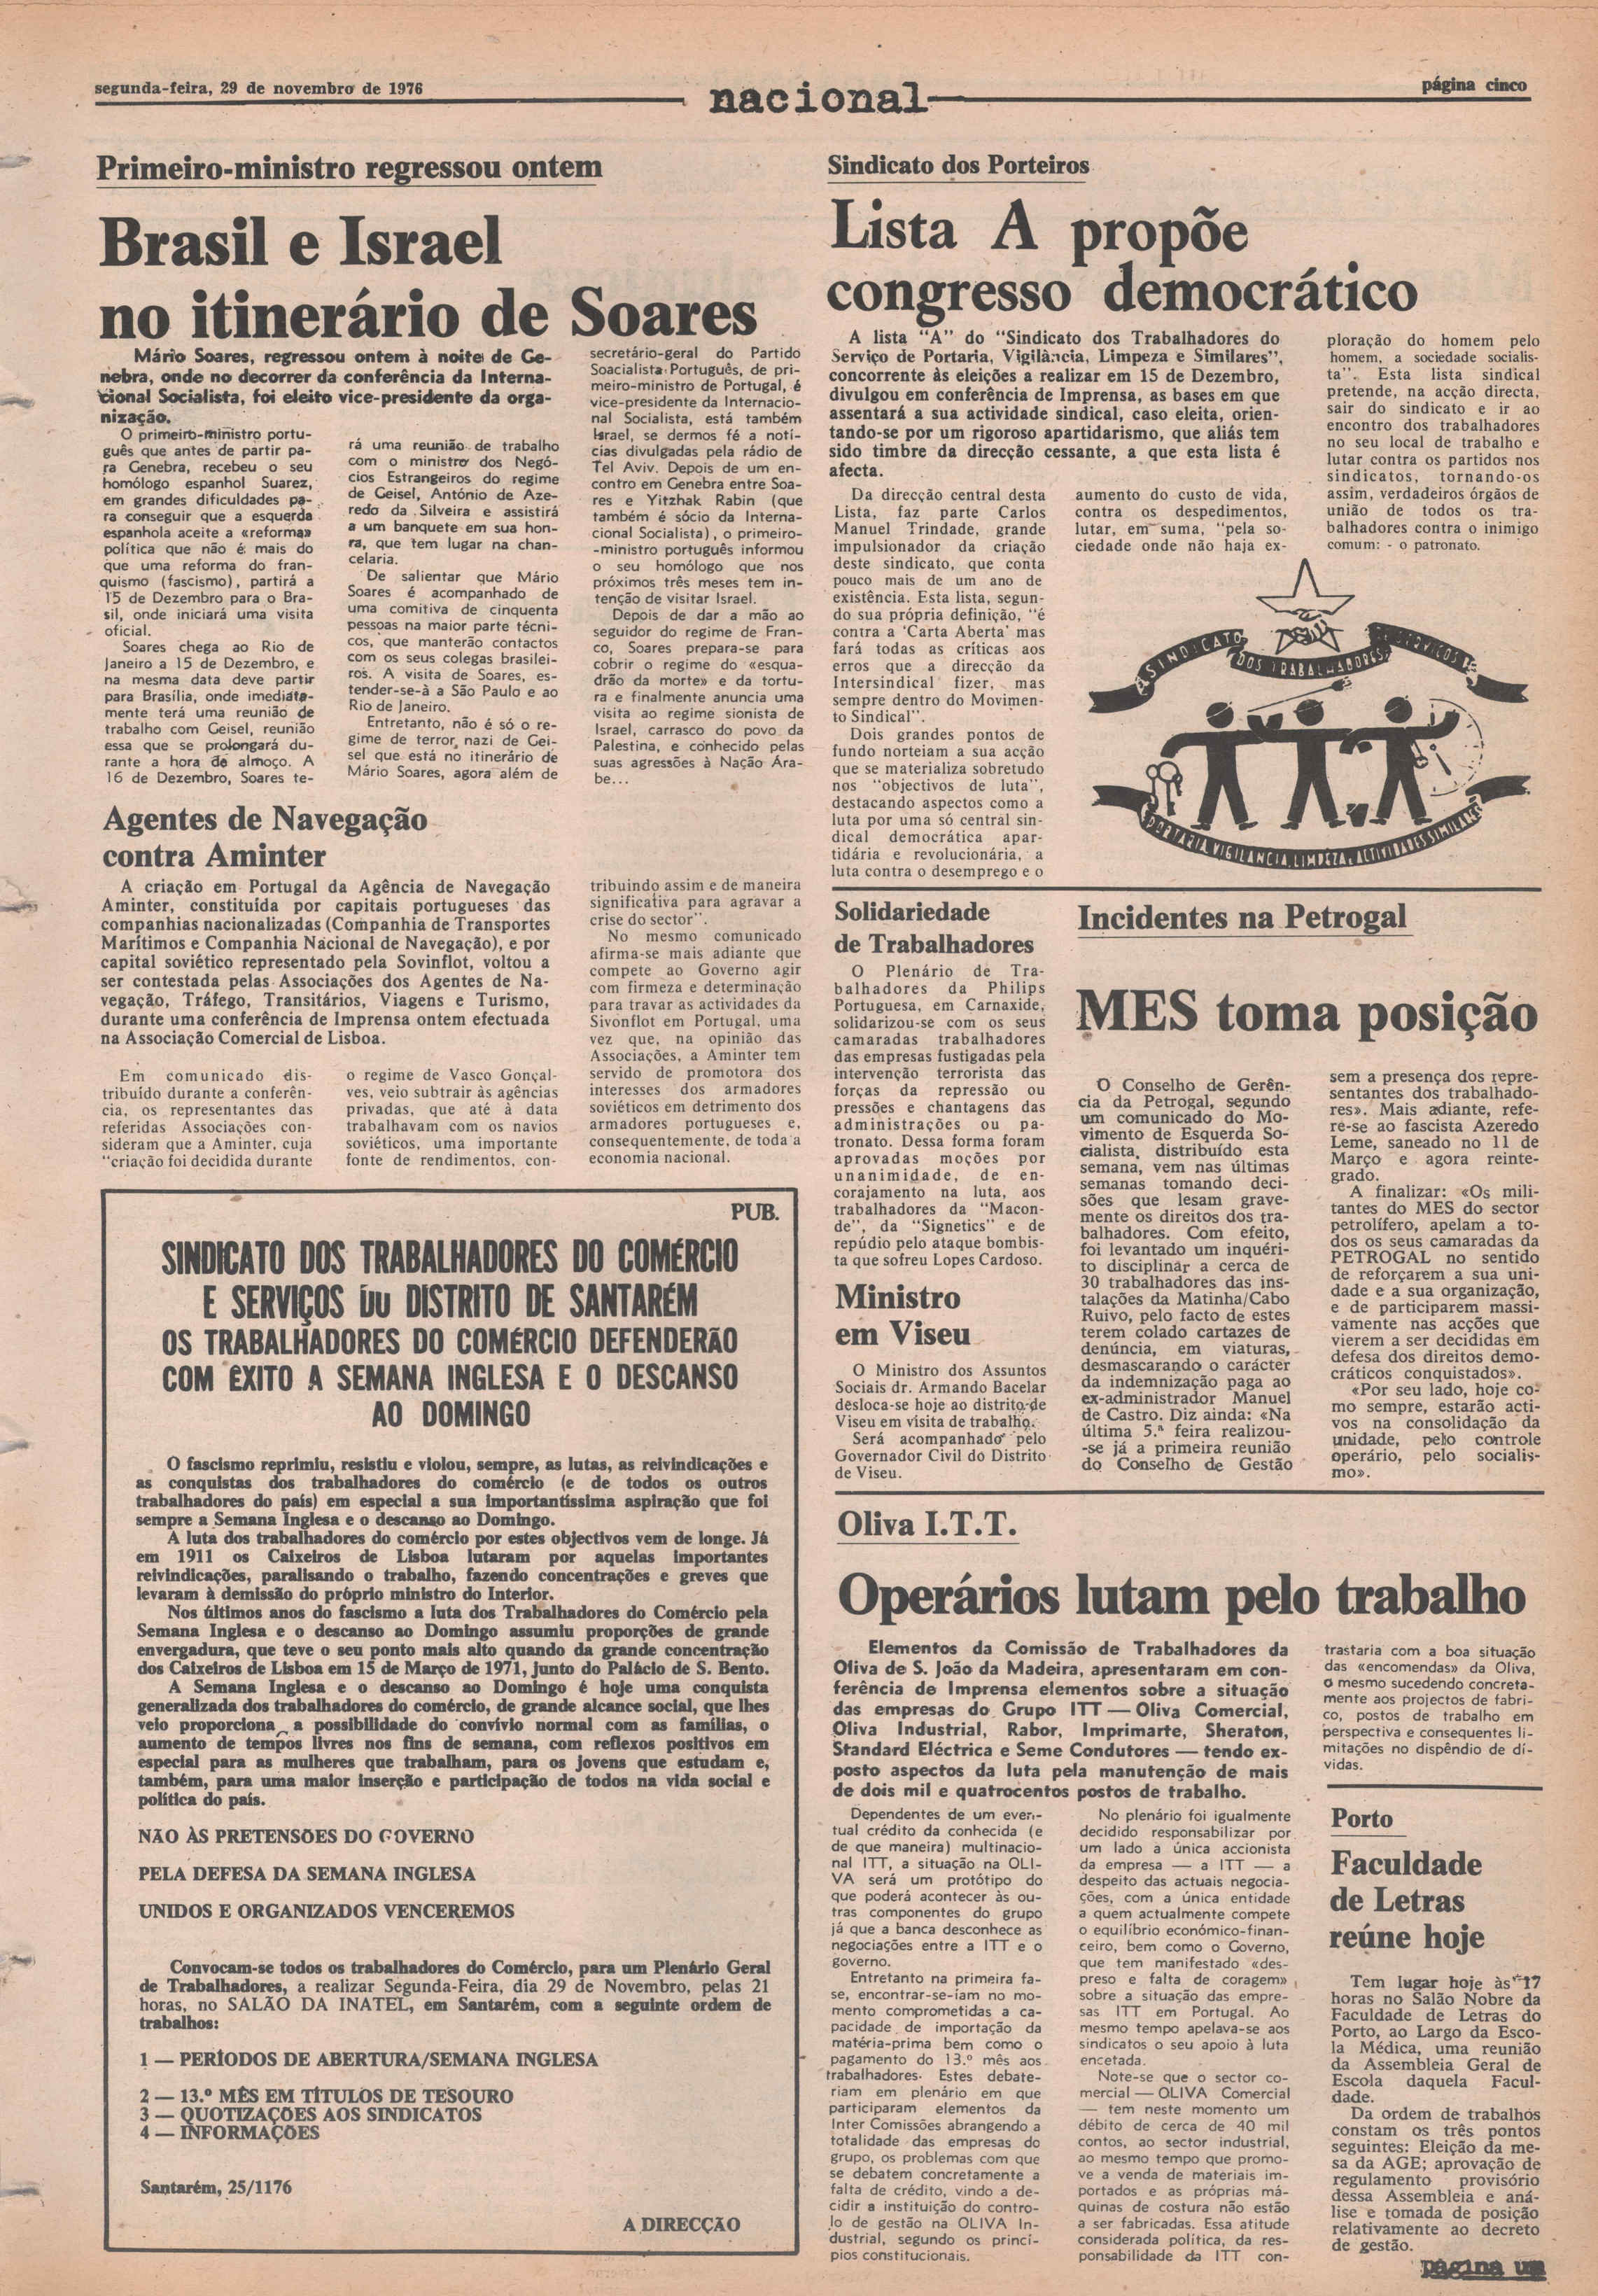 segunda-feira, 29 de novembro de 1976
nacional
página cinco
Primeiro-ministro regressou ontem
Brasil e Israel
no itinerário de Soares
Mário Soares, regressou ontem à noite de Ge-
nebra, onde no decorrer da conferência da Interna-
cional Socialista, foi eleito vice-presidente da orga-
nização.
O primeiro-ministro portu-
guês que antes de partir pa-
ra Genebra, recebeu o seu
homólogo espanhol Suarez,
em grandes dificuldades pa-
ra conseguir que a esquerda
espanhola aceite a «reforma»
política que não é mais do
que uma reforma do fran-
quismo (fascismo), partirá a
15 de Dezembro para o Bra-
sil, onde iniciará uma visita
oficial.
Soares chega ao Rio de
Janeiro a 15 de Dezembro, e
na mesma data deve partir
para Brasília, onde imediata-
mente terá uma reunião de
trabalho com Geisel, reunião
essa que se prolongará du-
rante a hora de almoço. A
16 de Dezembro, Soares te-
rá uma reunião de trabalho
com o ministro dos Negó-
cios Estrangeiros do regime
de Geisel, António de Aze-
redo da Silveira e assistirá
a um banquete em sua hon-
ra, que tem lugar na chan-
celaria.
De salientar que Mário
Soares é acompanhado de
uma comitiva de cinquenta
pessoas na maior parte técni-
cos, que manterão contactos
com os seus colegas brasilei-
ros. A visita de Soares, es-
tender-se-à a São Paulo e ao
Rio de Janeiro.
Entretanto, não é só o re-
gime de terror nazi de Gei-
sel que está no itinerário de
Mário Soares, agora além de
secretário-geral do Partido
Soacialista Português, de pri-
meiro-ministro de Portugal, é
vice-presidente da Internacio-
nal Socialista, está também
Israel, se dermos fé a notí-
cias divulgadas pela rádio de
Tel Aviv. Depois de um en-
contro em Genebra entre Soa-
res e Yitzhak Rabin (que
também é sócio da Interna-
cional Socialista), o primeiro-
-ministro português informou
o seu homólogo que nos
próximos três meses tem in-
tenção de visitar Israel.
Depois de dar a mão ao
seguidor do regime de Fran-
co, Soares prepara-se para
cobrir o regime do «esqua-
drão da morte» e da tortu-
ra e finalmente anuncia uma
visita ao regime sionista de
Israel, carrasco do povo da
Palestina, e conhecido pelas
suas agressões à Nação Ára-
be...
Agentes de Navegação
contra Aminter
A criação em Portugal da Agência de Navegação
Aminter, constituída por capitais portugueses das
companhias nacionalizadas (Companhia de Transportes
Marítimos e Companhia Nacional de Navegação), e por
capital soviético representado pela Sovinflot, voltou a
ser contestada pelas Associações dos Agentes de Na-
vegação, Tráfego, Transitários, Viagens e Turismo,
durante uma conferência de Imprensa ontem efectuada
na Associação Comercial de Lisboa.
Em comunicado dis-
tribuído durante a conferên-
cia, os representantes das
referidas Associações con-
sideram que a Aminter, cuja
"criação foi decidida durante
o regime de Vasco Gonçal-
ves, veio subtrair às agências
privadas, que até à data
trabalhavam com os navios
soviéticos, uma importante
fonte de rendimentos, con-
tribuindo assim e de maneira
significativa para agravar a
crise do sector".
No mesmo comunicado
afirma-se mais adiante que
compete ao Governo agir
com firmeza e determinação
para travar as actividades da
Sivonflot em Portugal, uma
vez que, na opinião das
Associações, a Aminter tem
servido de promotora dos
interesses dos armadores
soviéticos em detrimento dos
armadores portugueses e,
consequentemente, de toda a
economia nacional.
PUB.
SINDICATO DOS TRABALHADORES DO COMÉRCIO
E SERVIÇOS DO DISTRITO DE SANTARÉM
OS TRABALHADORES DO COMÉRCIO DEFENDERÃO
COM ÊXITO A SEMANA INGLESA E O DESCANSO
AO DOMINGO
O fascismo reprimiu, resistiu e violou, sempre, as lutas, as reivindicações e
as conquistas dos trabalhadores do comércio (e de todos os outros
trabalhadores do país) em especial a sua importantíssima aspiração que foi
sempre a Semana Inglesa e o descanso ao Domingo.
A luta dos trabalhadores do comércio por estes objectivos vem de longe. Já
em 1911 os Caixeiros de Lisboa lutaram por aquelas importantes
reivindicações, paralisando o trabalho, fazendo concentrações e greves que
levaram à demissão do próprio ministro do Interior.
Nos últimos anos do fascismo a luta dos Trabalhadores do Comércio pela
Semana Inglesa e o descanso ao Domingo assumiu proporções de grande
envergadura, que teve o seu ponto mais alto quando da grande concentração
dos Caixeiros de Lisboa em 15 de Março de 1971, junto do Palácio de S. Bento.
A Semana Inglesa e o descanso ao Domingo é hoje uma conquista
generalizada dos trabalhadores do comércio, de grande alcance social, que lhes
veio proporciona a possibilidade do convívio normal com as famílias, o
aumento de tempos livres nos fins de semana, com reflexos positivos em
especial para as mulheres que trabalham, para os jovens que estudam e,
também, para uma maior inserção e participação de todos na vida social e
política do país.
NÃO ÀS PRETENSÕES DO GOVERNO
PELA DEFESA DA SEMANA INGLESA
UNIDOS E ORGANIZADOS VENCEREMOS
Convocam-se todos os trabalhadores do Comércio, para um Plenário Geral
de Trabalhadores, a realizar Segunda-Feira, dia 29 de Novembro, pelas 21
horas, no SALÃO DA INATEL, em Santarém, com a seguinte ordem de
trabalhos:
1 — PERÍODOS DE ABERTURA/SEMANA INGLESA
2 — 13.º MÊS EM TÍTULOS DE TESOURO
3 — QUOTIZAÇÕES AOS SINDICATOS
4 — INFORMAÇÕES
Santarém, 25/1176
A DIRECÇÃO
Sindicato dos Porteiros
Lista A propõe
congresso democrático
A lista "A" do "Sindicato dos Trabalhadores do
Serviço de Portaria, Vigilância, Limpeza e Similares",
concorrente às eleições a realizar em 15 de Dezembro,
divulgou em conferência de Imprensa, as bases em que
assentará a sua actividade sindical, caso eleita, orien-
tando-se por um rigoroso apartidarismo, que aliás tem
sido timbre da direcção cessante, a que esta lista é
afecta.
Da direcção central desta
Lista, faz parte Carlos
Manuel Trindade, grande
impulsionador da criação
deste sindicato, que conta
pouco mais de um ano de
existência. Esta lista, segun-
do sua própria definição, "é
contra a 'Carta Aberta' mas
fará todas as críticas aos
erros que a direcção da
Intersindical fizer, mas
sempre dentro do Movimen-
to Sindical".
Dois grandes pontos de
fundo norteiam a sua acção
que se materializa sobretudo
nos "objectivos de luta",
destacando aspectos como a
luta por uma só central sin-
dical democrática apar-
tidária e revolucionária, a
luta contra o desemprego e o
aumento do custo de vida,
contra os despedimentos,
lutar, em suma, "pela so-
ciedade onde não haja ex-
ploração do homem pelo
homem, a sociedade socialis-
ta". Esta lista sindical
pretende, na acção directa,
sair do sindicato e ir ao
encontro dos trabalhadores
no seu local de trabalho e
lutar contra os partidos nos
sindicatos, tornando-os
assim, verdadeiros órgãos de
união de todos os tra-
balhadores contra o inimigo
comum: - o patronato.
SINDICATO
DOS TRABALHADORES
SERVIÇOS
PORTARIA, VIGILANCIA, LIMPEZA E ACTIVIDADES SIMILARES
Solidariedade
de Trabalhadores
O Plenário de Tra-
balhadores da Philips
Portuguesa, em Carnaxide,
solidarizou-se com os seus
camaradas trabalhadores
das empresas fustigadas pela
intervenção terrorista das
forças da repressão ou
pressões e chantagens das
administrações ou pa-
tronato. Dessa forma foram
aprovadas moções por
unanimidade, de en-
corajamento na luta, aos
trabalhadores da "Macon-
de", da "Signetics" e de
repúdio pelo ataque bombis-
ta que sofreu Lopes Cardoso.
Ministro
em Viseu
O Ministro dos Assuntos
Sociais dr. Armando Bacelar
desloca-se hoje ao distrito de
Viseu em visita de trabalho.
Será acompanhado pelo
Governador Civil do Distrito
de Viseu.
Incidentes na Petrogal
MES toma posição
O Conselho de Gerên-
cia da Petrogal, segundo
um comunicado do Mo-
vimento de Esquerda So-
cialista, distribuído esta
semana, vem nas últimas
semanas tomando deci-
sões que lesam grave-
mente os direitos dos tra-
balhadores. Com efeito,
foi levantado um inquéri-
to disciplinar a cerca de
30 trabalhadores das ins-
talações da Matinha/Cabo
Ruivo, pelo facto de estes
terem colado cartazes de
denúncia, em viaturas,
desmascarando o carácter
da indemnização paga ao
ex-administrador Manuel
de Castro. Diz ainda: «Na
última 5.ª feira realizou-
-se já a primeira reunião
do Conselho de Gestão
sem a presença dos repre-
sentantes dos trabalhado-
res». Mais adiante, refe-
re-se ao fascista Azeredo
Leme, saneado no 11 de
Março e agora reinte-
grado.
A finalizar: «Os mili-
tantes do MES do sector
petrolífero, apelam a to-
dos os seus camaradas da
PETROGAL no sentido
de reforçarem a sua uni-
dade e a sua organização,
e de participarem massi-
vamente nas acções que
vierem a ser decididas em
defesa dos direitos demo-
cráticos conquistados».
«Por seu lado, hoje co-
mo sempre, estarão acti-
vos na consolidação da
unidade, pelo controle
operário, pelo socialis-
mo».
Oliva I.T.T.
Operários lutam pelo trabalho
Elementos da Comissão de Trabalhadores da
Oliva de S. João da Madeira, apresentaram em con-
ferência de Imprensa elementos sobre a situação
das empresas do Grupo ITT — Oliva Comercial,
Oliva Industrial, Rabor, Imprimarte, Sheraton,
Standard Eléctrica e Seme Condutores — tendo ex-
posto aspectos da luta pela manutenção de mais
de dois mil e quatrocentos postos de trabalho.
Dependentes de um even-
tual crédito da conhecida (e
de que maneira) multinacio-
nal ITT, a situação na OLI-
VA será um protótipo do
que poderá acontecer às ou-
tras componentes do grupo
já que a banca desconhece as
negociações entre a ITT e o
governo.
Entretanto na primeira fa-
se, encontrar-se-íam no mo-
mento comprometidas a ca-
pacidade de importação da
matéria-prima bem como o
pagamento do 13.º mês aos
trabalhadores. Estes debate-
riam em plenário em que
participaram elementos da
Inter Comissões abrangendo a
totalidade das empresas do
grupo, os problemas com que
se debatem concretamente a
falta de crédito, vindo a de-
cidir a instituição do contro-
lo de gestão na OLIVA In-
dustrial, segundo os princí-
pios constitucionais.
No plenário foi igualmente
decidido responsabilizar por
um lado a única accionista
da empresa — a ITT — a
despeito das actuais negocia-
ções, com a única entidade
a quem actualmente compete
o equilíbrio económico-finan-
ceiro, bem como o Governo,
que tem manifestado «des-
preso e falta de coragem»
sobre a situação das empre-
sas ITT em Portugal. Ao
mesmo tempo apelava-se aos
sindicatos o seu apoio à luta
encetada.
Note-se que o sector co-
mercial — OLIVA Comercial
— tem neste momento um
débito de cerca de 40 mil
contos, ao sector industrial,
ao mesmo tempo que promo-
ve a venda de materiais im-
portados e as próprias má-
quinas de costura não estão
a ser fabricadas. Essa atitude
considerada política, da res-
ponsabilidade da ITT con-
trastaria com a boa situação
das «encomendas» da Oliva,
o mesmo sucedendo concreta-
mente aos projectos de fabri-
co, postos de trabalho em
perspectiva e consequentes li-
mitações no dispêndio de dí-
vidas.
Porto
Faculdade
de Letras
reúne hoje
Tem lugar hoje às 17
horas no Salão Nobre da
Faculdade de Letras do
Porto, ao Largo da Esco-
la Médica, uma reunião
da Assembleia Geral de
Escola daquela Facul-
dade.
Da ordem de trabalhos
constam os três pontos
seguintes: Eleição da me-
sa da AGE; aprovação de
regulamento provisório
dessa Assembleia e aná-
lise e tomada de posição
relativamente ao decreto
de gestão.
página um